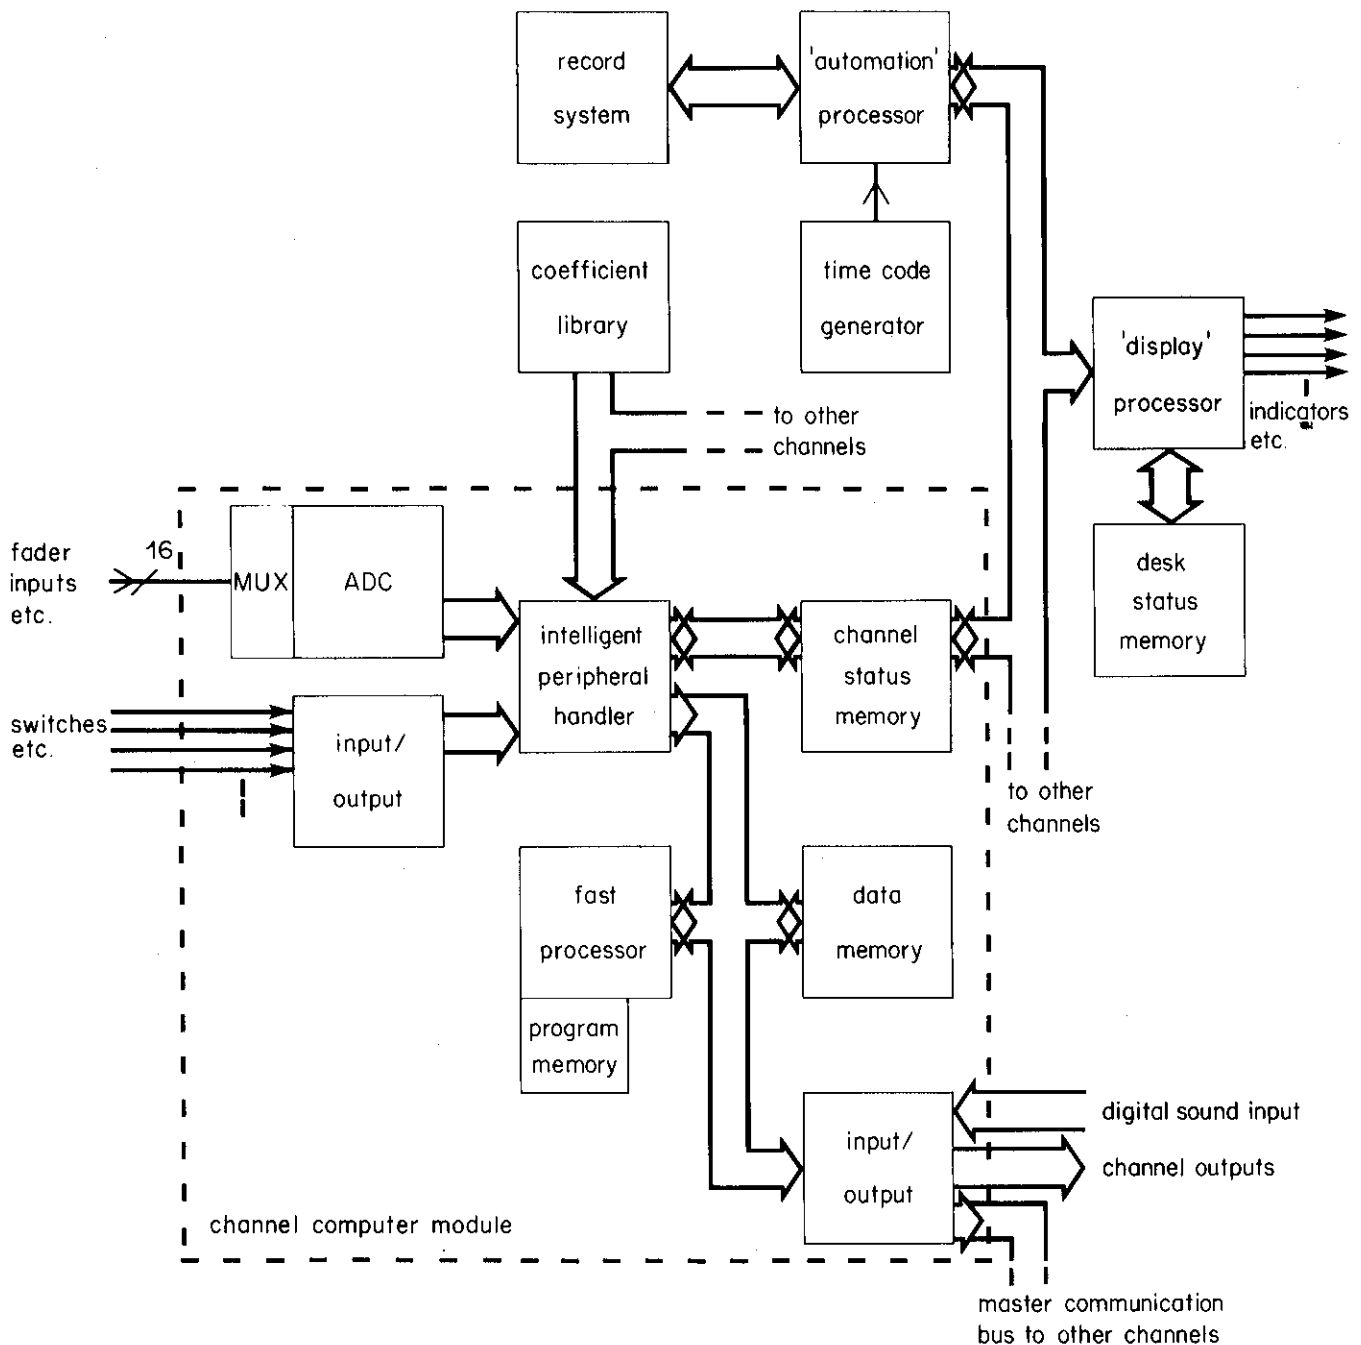 record
system
'automation'
processor
coefficient
library
time code
generator
'display'
processor
indicators
etc.
to other
channels
fader
inputs
etc.
16
MUX
ADC
intelligent
peripheral
handler
channel
status
memory
desk
status
memory
switches
etc.
input/
output
to other
channels
fast
processor
data
memory
program
memory
input/
output
digital sound input
channel outputs
channel computer module
master communication
bus to other channels